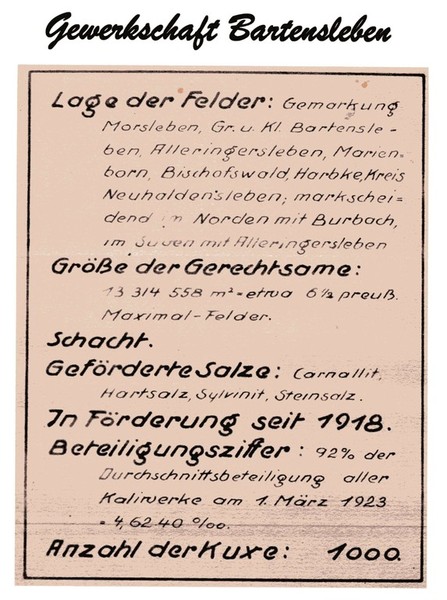 Gewerkschaft Bartensleben
Lage der Felder: Gemarkung
Morsleben, Gr. u. Kl. Bartensle-
ben, Alleringersleben, Marien-
born, Bischofswald, Harbke, Kreis
Neuhaldensleben; markschei=
dend im Norden mit Burbach,
im Süden mit Alleringersleben
Größe der Gerechtsame:
13 314 558 m² = etwa 6½ preuß.
Maximal-Felder.
Schacht.
Geförderte Salze: Carnallit,
Hartsalz, Sylvinit, Steinsalz.
In Förderung seit 1918.
Beteiligungsziffer: 92% der
Durchschnittsbeteiligung aller
Kaliwerke am 1. März 1923
= 4,6240 ‰.
Anzahl der Kuxe: 1000.